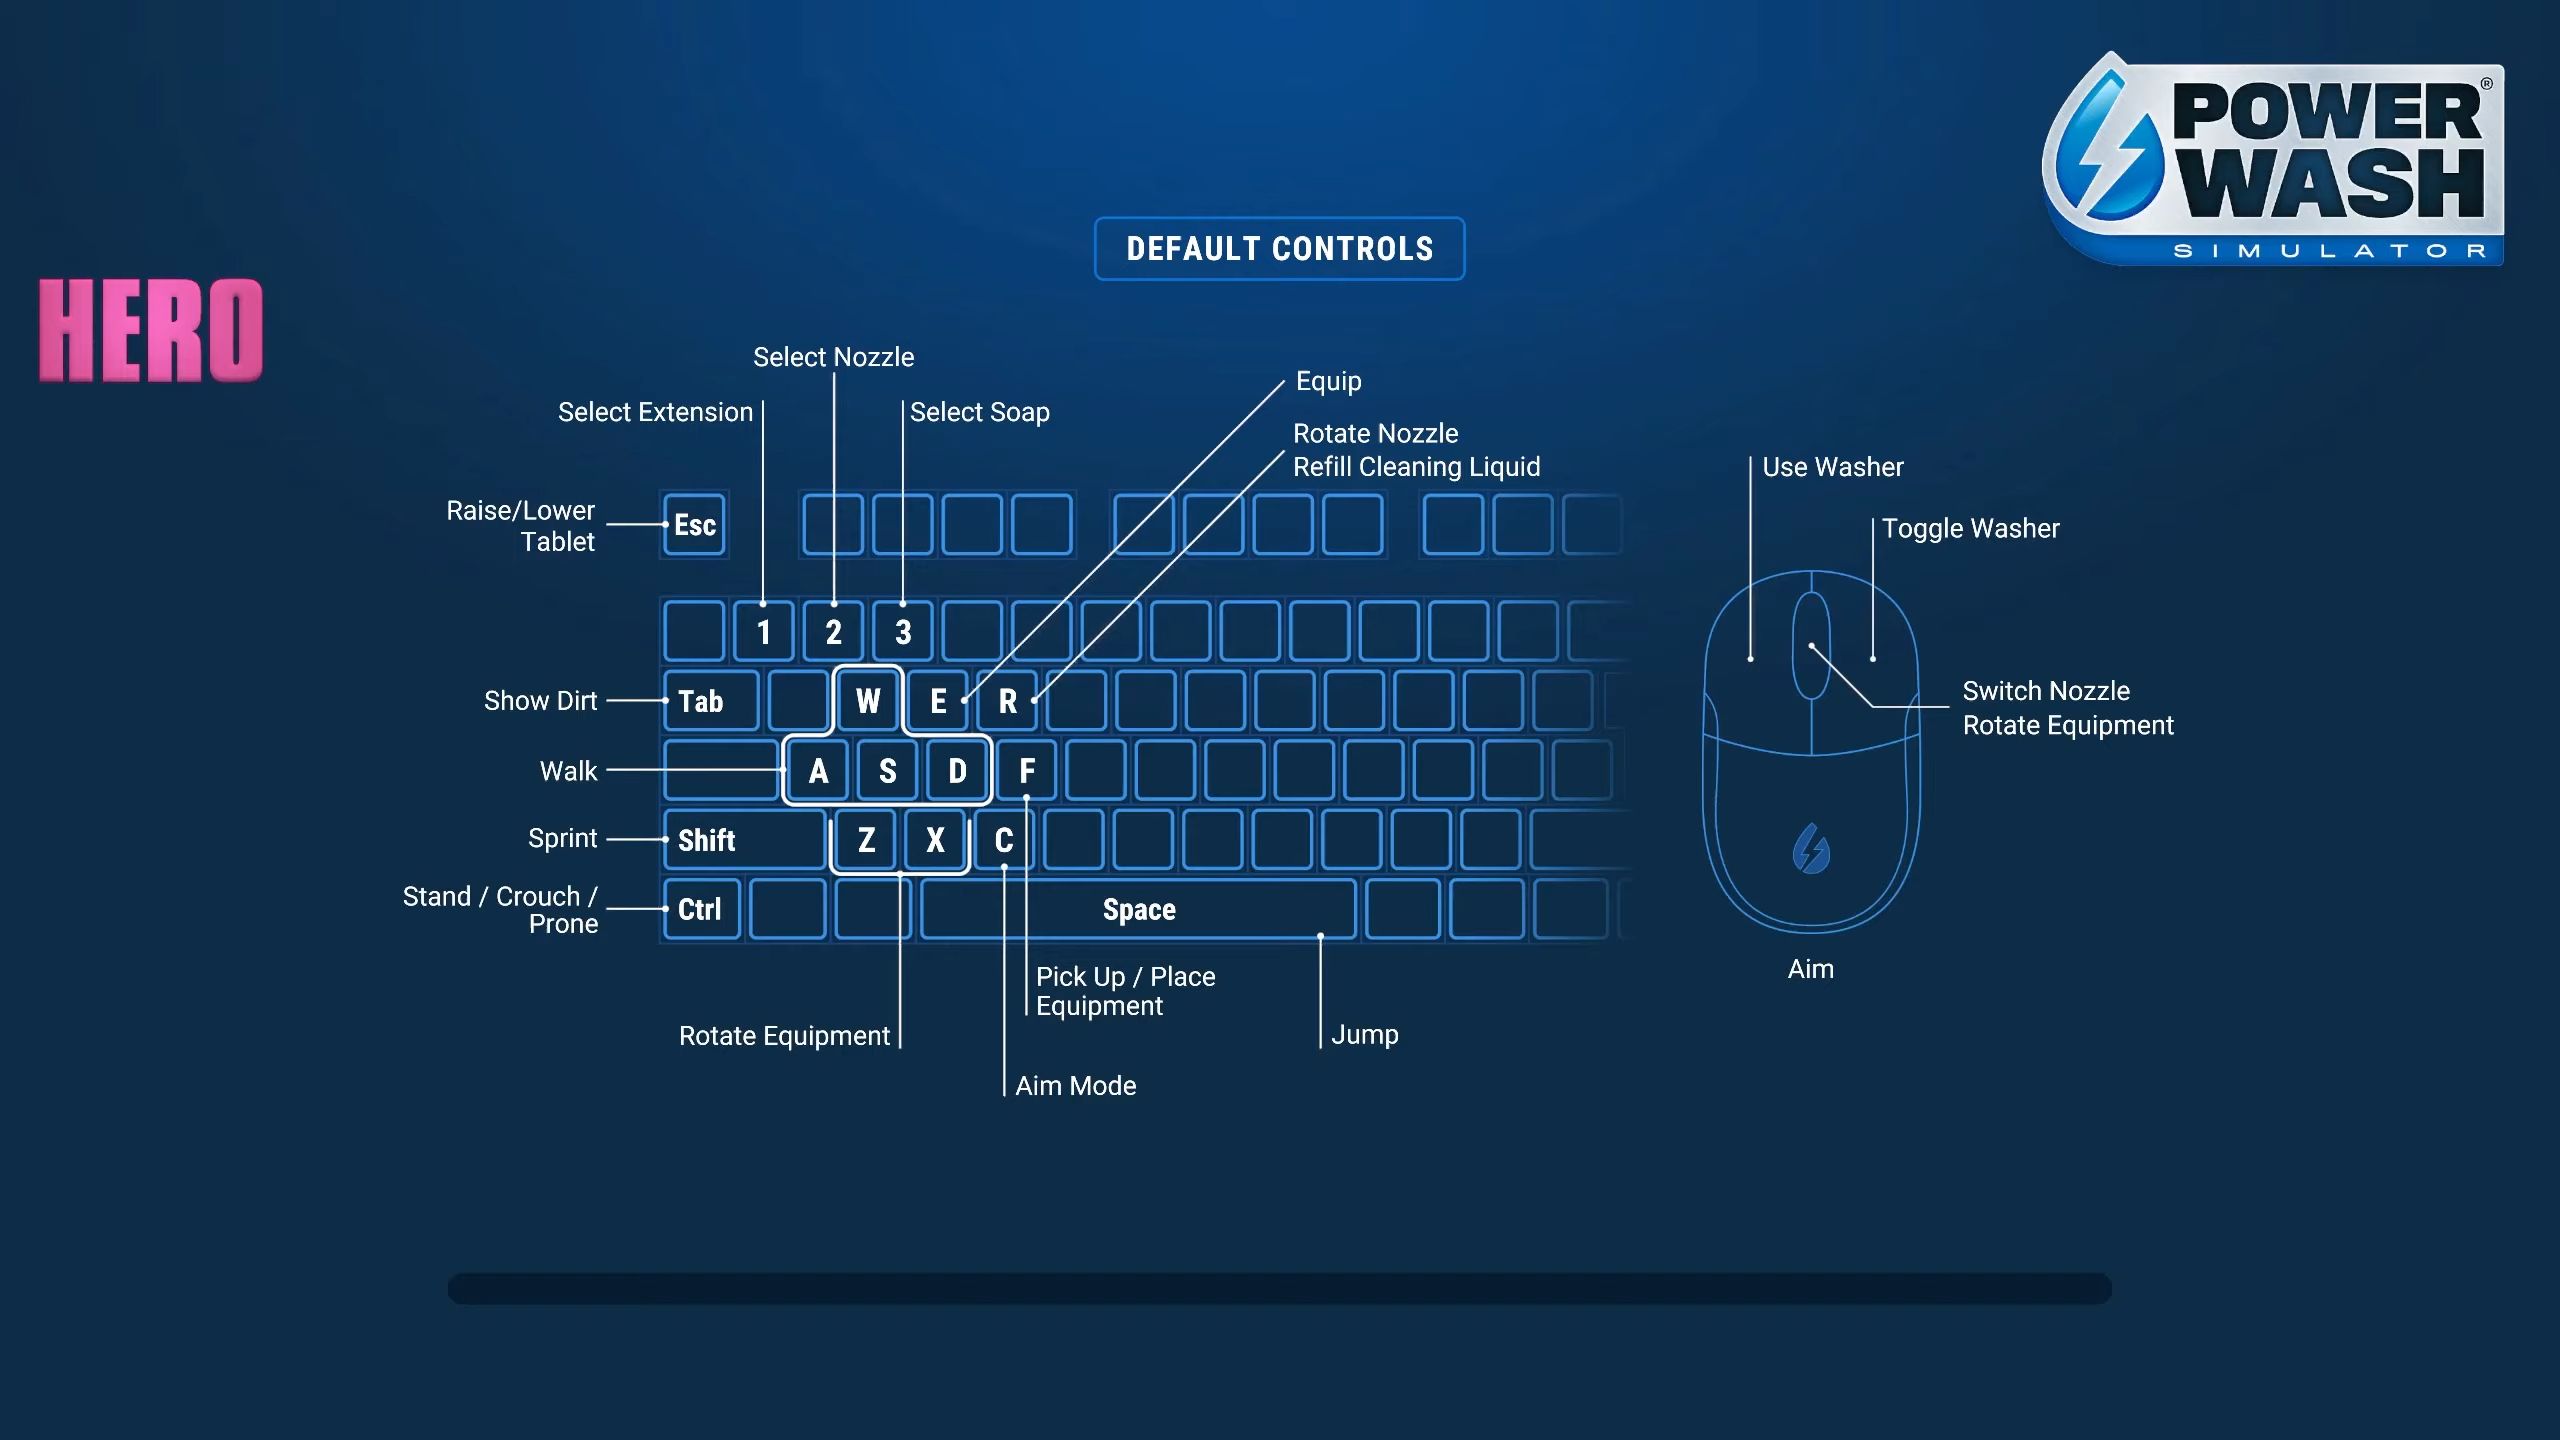 POWER®
WASH
SIMULATOR
DEFAULT CONTROLS
HERO
Select Nozzle
Select Extension
Select Soap
Equip
Rotate Nozzle
Refill Cleaning Liquid
Use Washer
Toggle Washer
Raise/Lower
Tablet
Esc
1 2 3
Show Dirt
Tab W E R
Switch Nozzle
Rotate Equipment
Walk
A S D F
Sprint
Shift Z X C
Stand / Crouch /
Prone
Ctrl Space
Aim
Pick Up / Place
Equipment
Rotate Equipment
Jump
Aim Mode